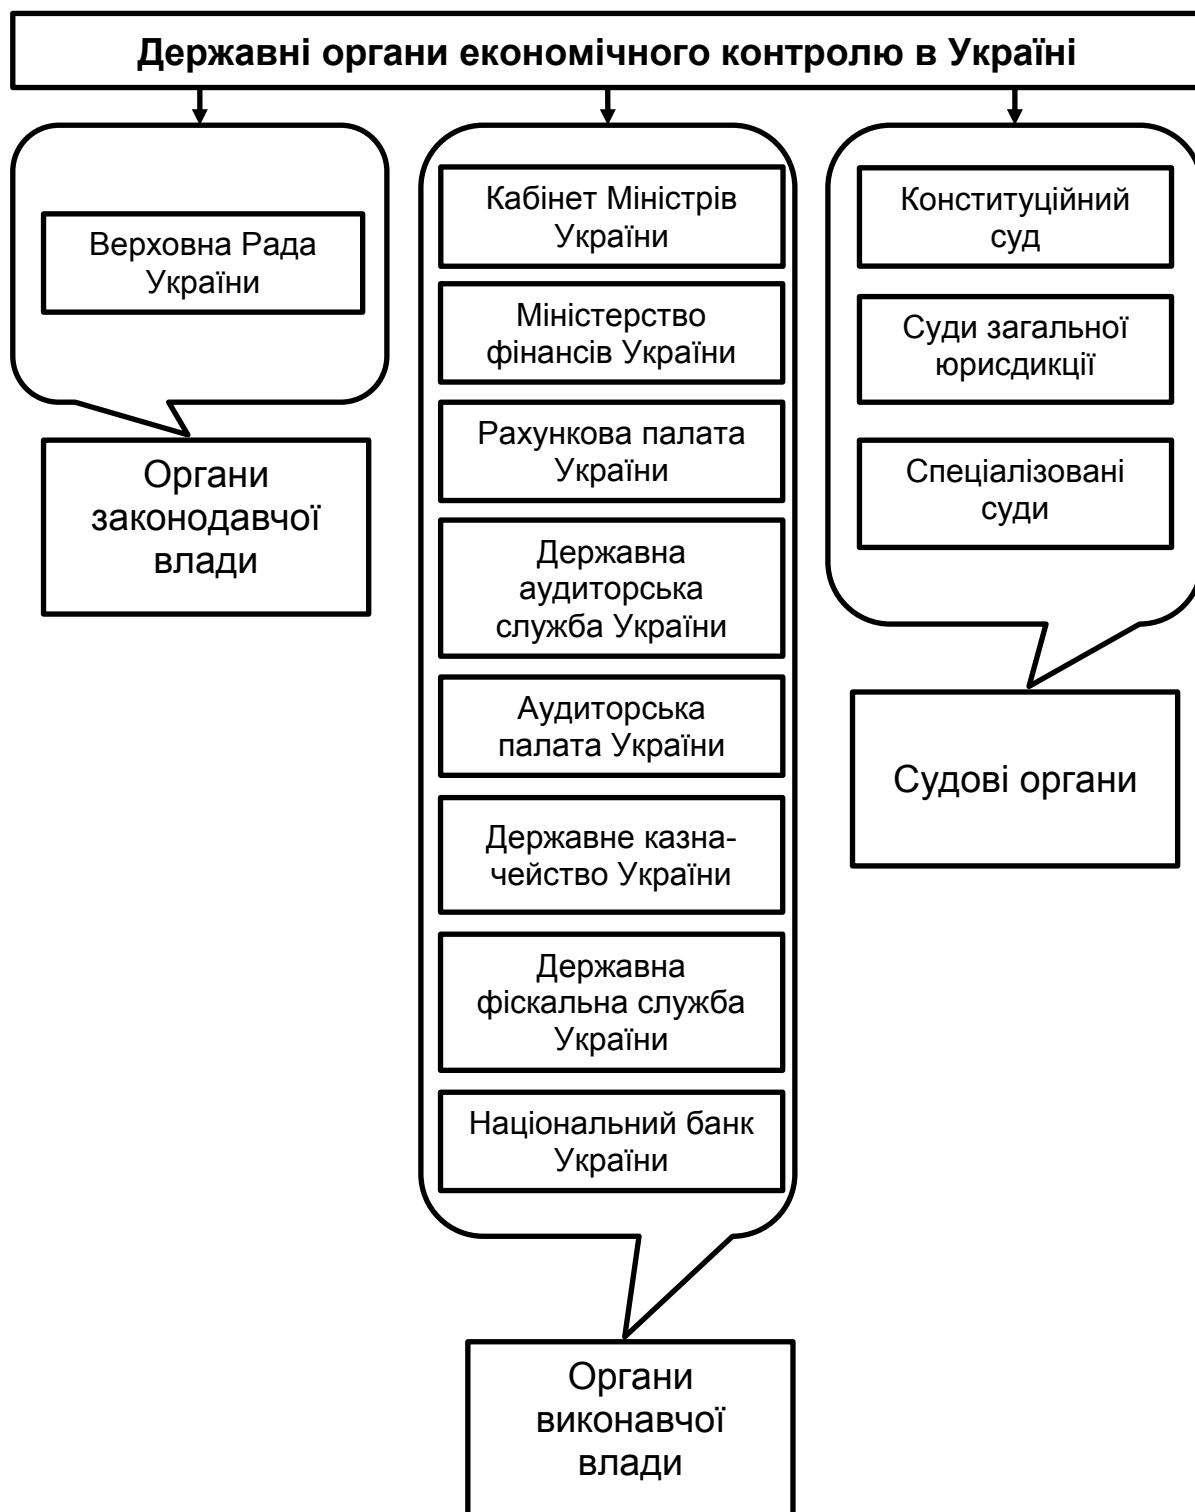 Державні органи економічного контролю в Україні
Верховна Рада
України
Органи
законодавчої
влади
Кабінет Міністрів
України
Міністерство
фінансів України
Рахункова палата
України
Державна
аудиторська
служба України
Аудиторська
палата України
Державне казна-
чейство України
Державна
фіскальна служба
України
Національний банк
України
Органи
виконавчої
влади
Конституційний
суд
Суди загальної
юрисдикції
Спеціалізовані
суди
Судові органи